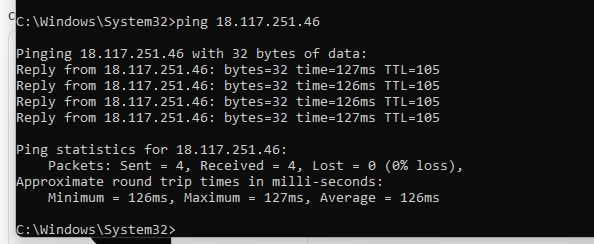 C:\Windows\System32>ping 18.117.251.46
Pinging 18.117.251.46 with 32 bytes of data:
Reply from 18.117.251.46: bytes=32 time=127ms TTL=105
Reply from 18.117.251.46: bytes=32 time=126ms TTL=105
Reply from 18.117.251.46: bytes=32 time=126ms TTL=105
Reply from 18.117.251.46: bytes=32 time=127ms TTL=105
Ping statistics for 18.117.251.46:
    Packets: Sent = 4, Received = 4, Lost = 0 (0% loss),
Approximate round trip times in milli-seconds:
    Minimum = 126ms, Maximum = 127ms, Average = 126ms
C:\Windows\System32>